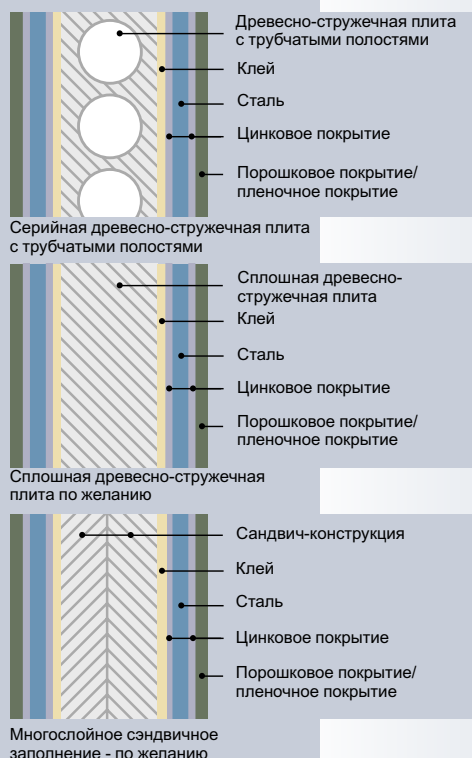 Древесно-стружечная плита
с трубчатыми полостями
Клей
Сталь
Цинковое покрытие
Порошковое покрытие/
пленочное покрытие
Серийная древесно-стружечная плита
с трубчатыми полостями
Сплошная древесно-
стружечная плита
Клей
Сталь
Цинковое покрытие
Порошковое покрытие/
пленочное покрытие
Сплошная древесно-стружечная
плита по желанию
Сандвич-конструкция
Клей
Сталь
Цинковое покрытие
Порошковое покрытие/
пленочное покрытие
Многослойное сэндвичное
заполнение - по желанию